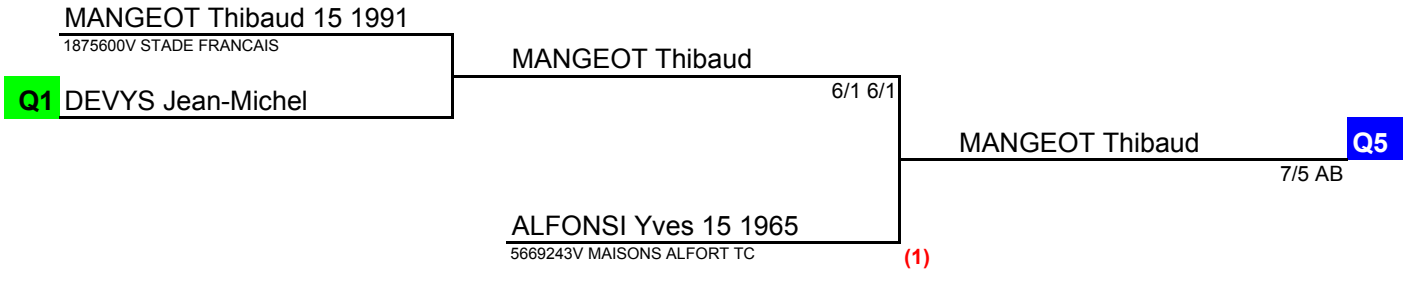 MANGEOT Thibaud 15 1991
1875600V STADE FRANCAIS
MANGEOT Thibaud
Q1 DEVYS Jean-Michel
6/1 6/1
MANGEOT Thibaud
Q5
7/5 AB
ALFONSI Yves 15 1965
5669243V MAISONS ALFORT TC
(1)